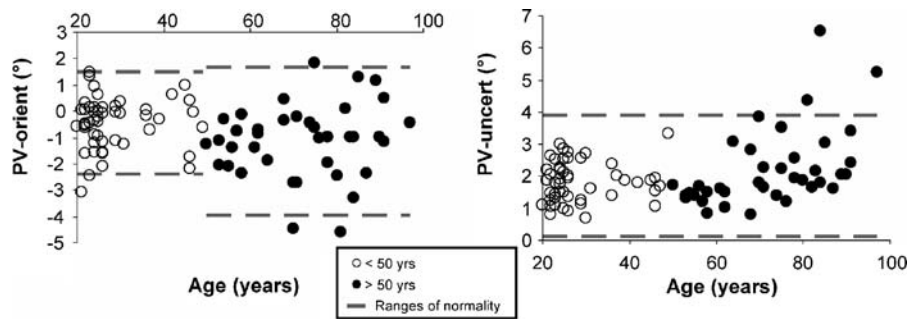 20 40 60 80 100
3
2
1
0
-1
-2
-3
-4
-5
PV-orient (°)
Age (years)
< 50 yrs
> 50 yrs
Ranges of normality
7
6
5
4
3
2
1
0
PV-uncert (°)
20 40 60 80 100
Age (years)